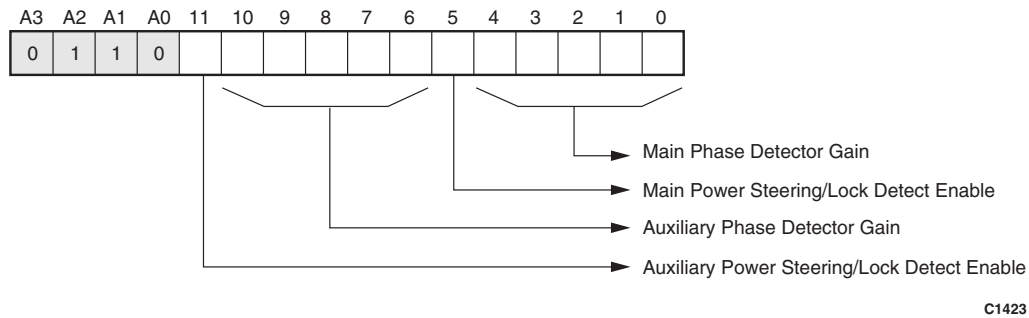 A3 A2 A1 A0 11 10 9 8 7 6 5 4 3 2 1 0
0 1 1 0
Main Phase Detector Gain
Main Power Steering/Lock Detect Enable
Auxiliary Phase Detector Gain
Auxiliary Power Steering/Lock Detect Enable
C1423